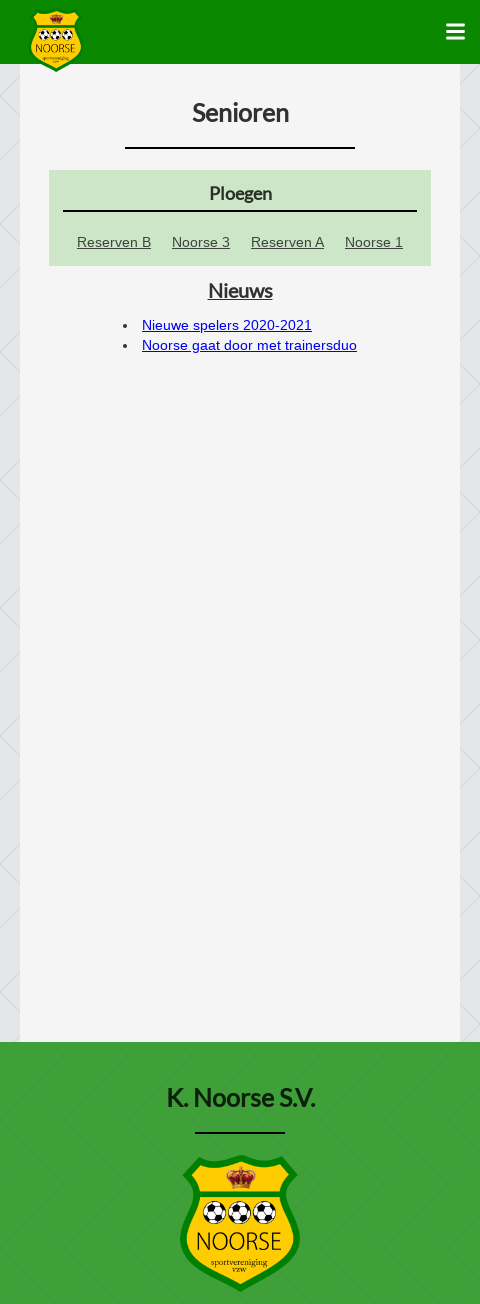 NOORSE
sportvereniging
vzw
Senioren
Ploegen
Reserven B Noorse 3 Reserven A Noorse 1
Nieuws
Nieuwe spelers 2020-2021
Noorse gaat door met trainersduo
K. Noorse S.V.
NOORSE
sportvereniging
vzw